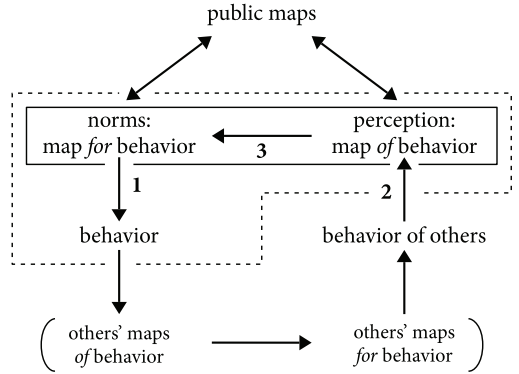 public maps
norms:
map for behavior
perception:
map of behavior
3
1
2
behavior
behavior of others
others' maps
of behavior
others' maps
for behavior